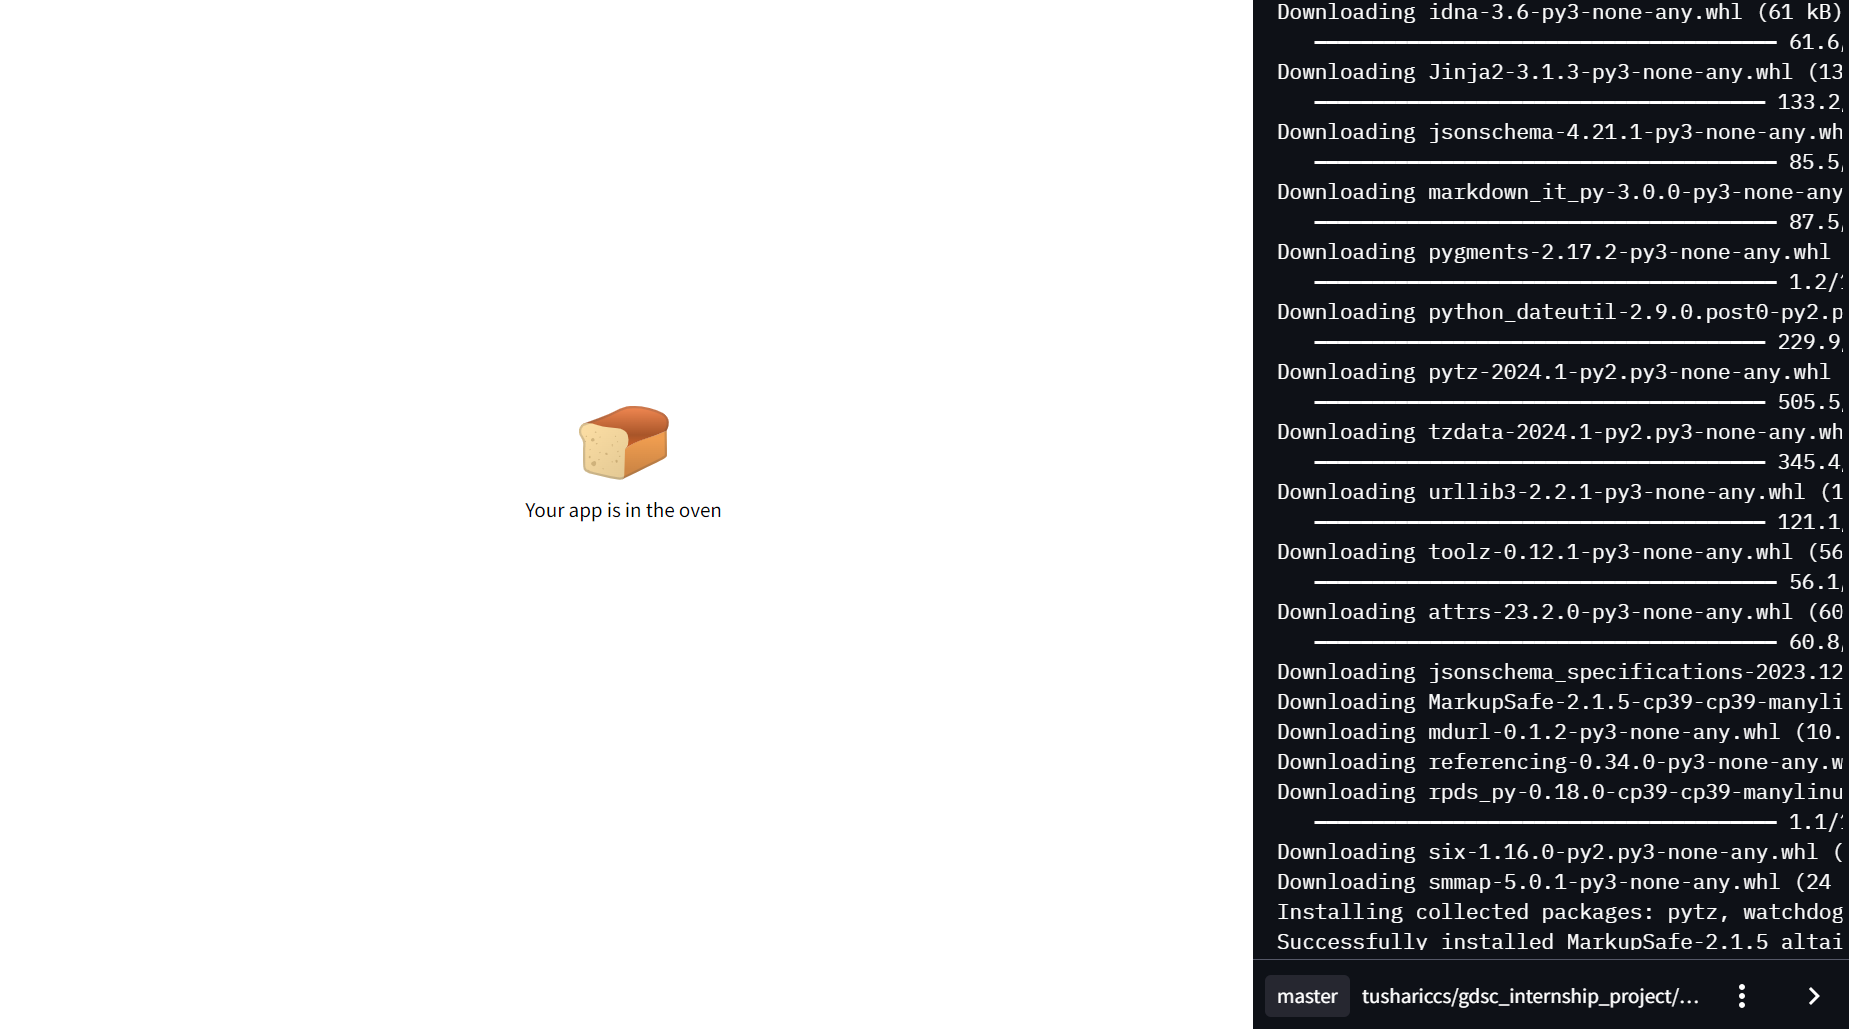 Your app is in the oven
Downloading idna-3.6-py3-none-any.whl (61 kB)
61.6/
Downloading Jinja2-3.1.3-py3-none-any.whl (13
133.2/
Downloading jsonschema-4.21.1-py3-none-any.wh
85.5/
Downloading markdown_it_py-3.0.0-py3-none-any
87.5/
Downloading pygments-2.17.2-py3-none-any.whl
1.2/
Downloading python_dateutil-2.9.0.post0-py2.p
229.9/
Downloading pytz-2024.1-py2.py3-none-any.whl
505.5/
Downloading tzdata-2024.1-py2.py3-none-any.wh
345.4/
Downloading urllib3-2.2.1-py3-none-any.whl (1
121.1/
Downloading toolz-0.12.1-py3-none-any.whl (56
56.1/
Downloading attrs-23.2.0-py3-none-any.whl (60
60.8/
Downloading jsonschema_specifications-2023.12
Downloading MarkupSafe-2.1.5-cp39-cp39-manyli
Downloading mdurl-0.1.2-py3-none-any.whl (10.
Downloading referencing-0.34.0-py3-none-any.w
Downloading rpds_py-0.18.0-cp39-cp39-manylinu
1.1/
Downloading six-1.16.0-py2.py3-none-any.whl (
Downloading smmap-5.0.1-py3-none-any.whl (24
Installing collected packages: pytz, watchdog
Successfully installed MarkupSafe-2.1.5 altai
master tushariccs/gdsc_internship_project/...